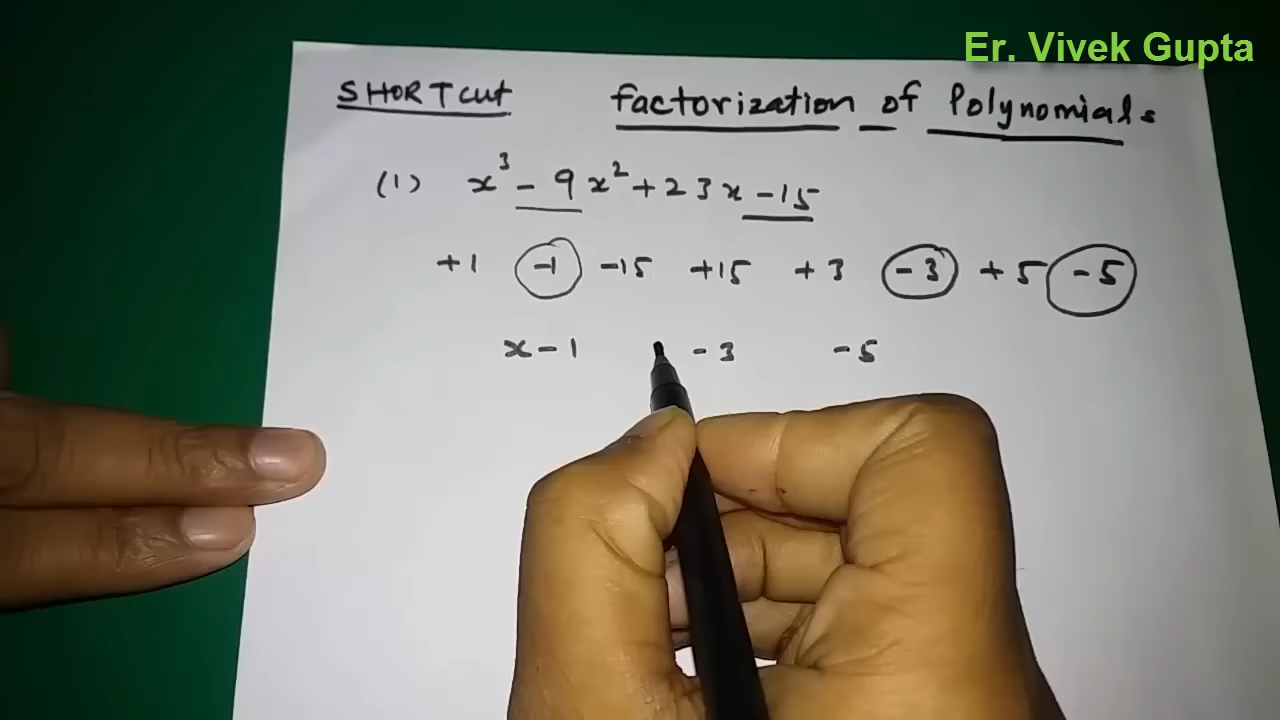 Er. Vivek Gupta
SHORTcut factorization of Polynomials
(1) x³ - 9x² + 23x - 15
+1 -1 -15 +15 +3 -3 +5 -5
x-1 -3 -5